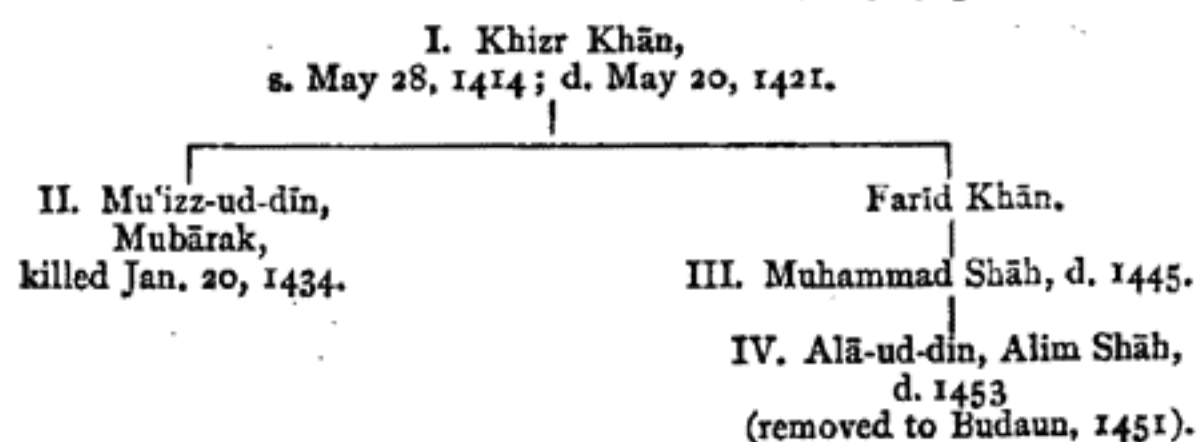 I. Khizr Khān,
s. May 28, 1414; d. May 20, 1421.
II. Mu‘izz-ud-dīn,
Mubārak,
killed Jan. 20, 1434.
Farīd Khān.
III. Muhammad Shāh, d. 1445.
IV. Alā-ud-dīn, Alim Shāh,
d. 1453
(removed to Budaun, 1451).